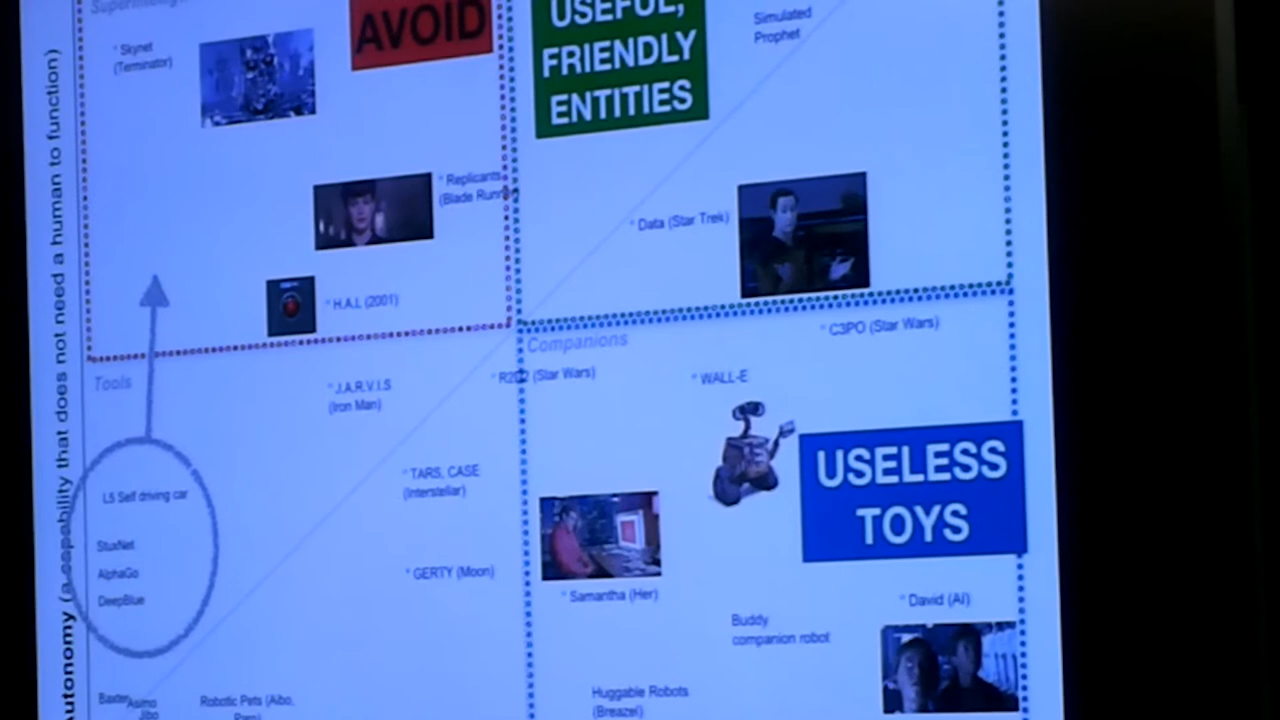 AVOID
USEFUL,
FRIENDLY
ENTITIES
Simulated
Prophet
* Skynet
(Terminator)
* Replicants
(Blade Runner)
* Data (Star Trek)
* H.A.L (2001)
Autonomy (a capability that does not need a human to function)
Tools
Companions
* C3PO (Star Wars)
* J.A.R.V.I.S
(Iron Man)
* R2D2 (Star Wars)
* WALL-E
USELESS
TOYS
* TARS, CASE
(Interstellar)
L5 Self driving car
StuxNet
AlphaGo
DeepBlue
* GERTY (Moon)
* Samantha (Her)
* David (AI)
Buddy
companion robot
Baxter
Asimo
Jibo
Robotic Pets (Aibo,
Huggable Robots
(Breazel)